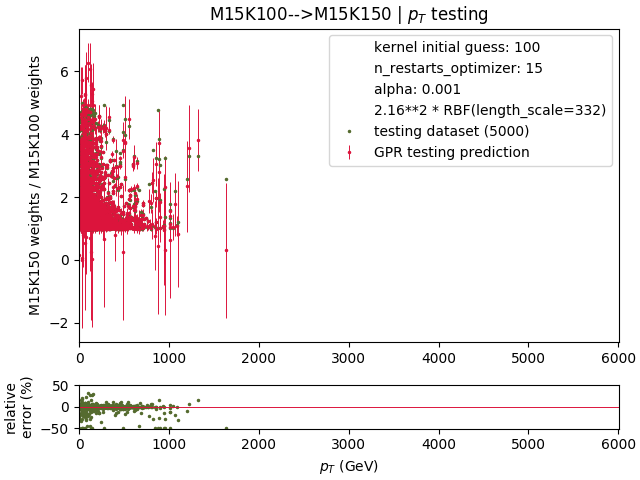 M15K100-->M15K150 | p_T testing
M15K150 weights / M15K100 weights
6
4
2
0
−2
kernel initial guess: 100
n_restarts_optimizer: 15
alpha: 0.001
2.16**2 * RBF(length_scale=332)
testing dataset (5000)
GPR testing prediction
0 1000 2000 3000 4000 5000 6000
relative
error (%)
50
0
−50
0 1000 2000 3000 4000 5000 6000
p_T (GeV)